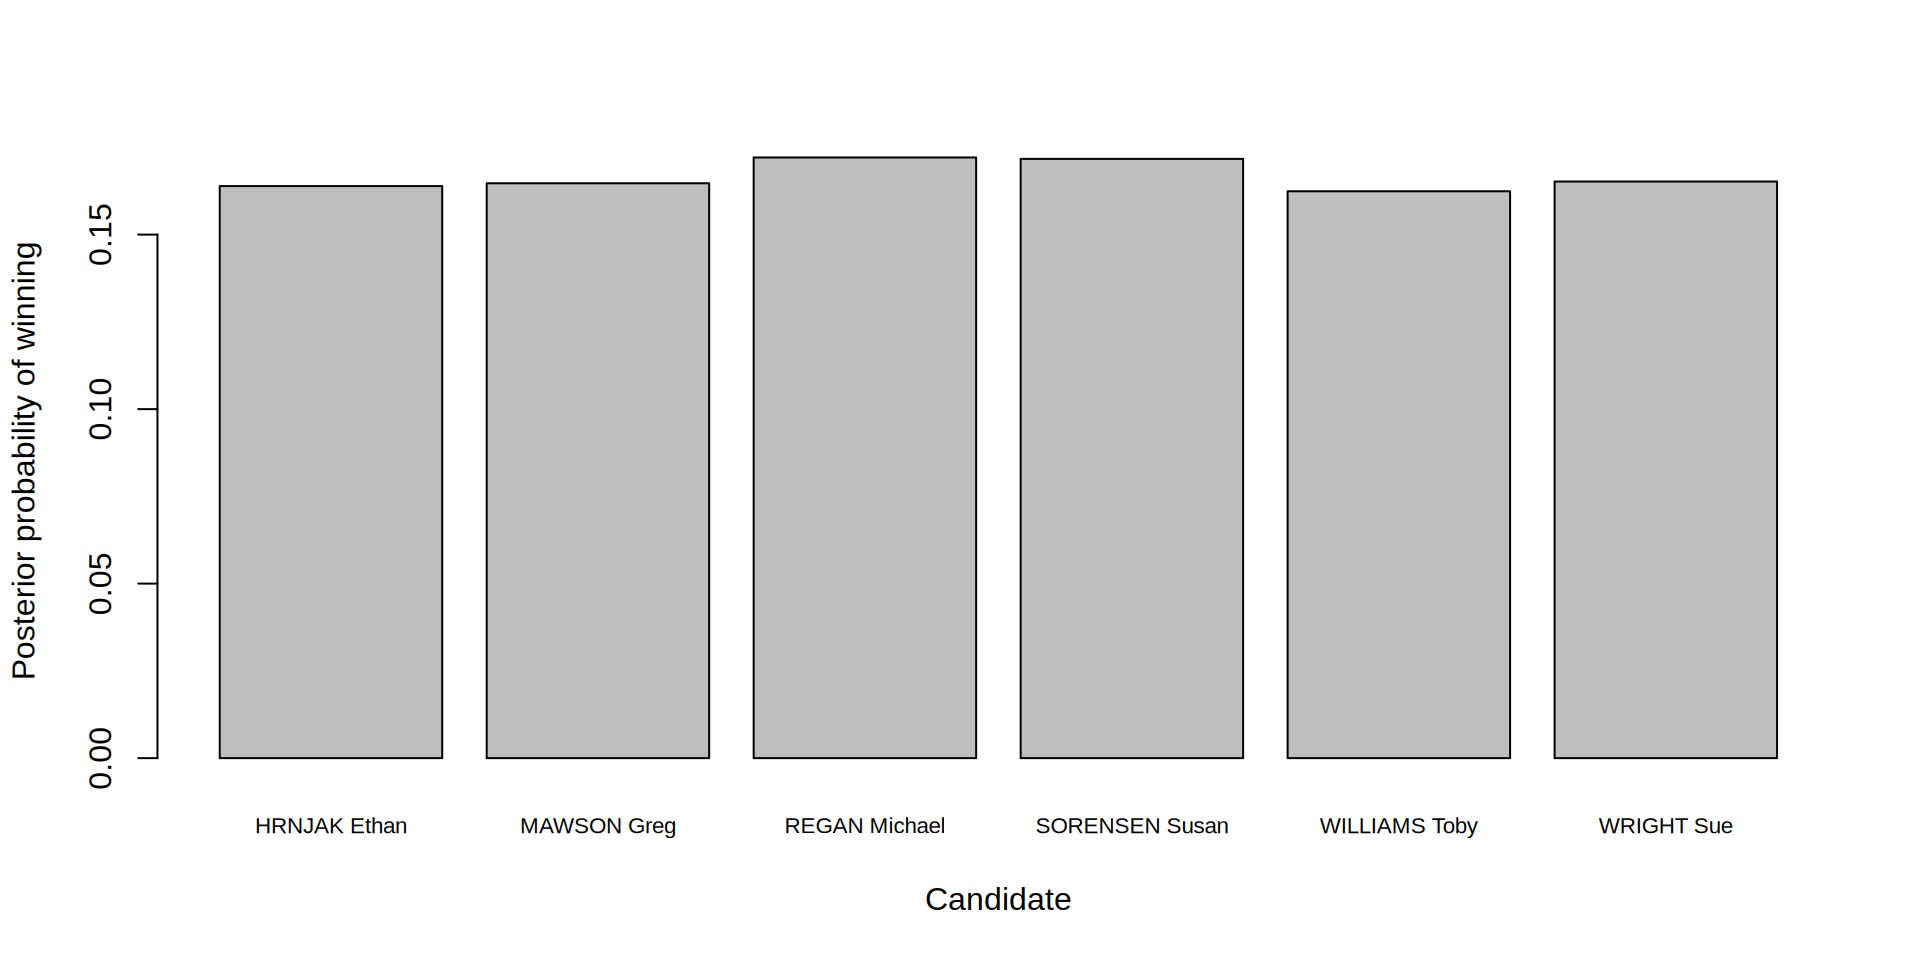 Posterior probability of winning
0.15
0.10
0.05
0.00
HRNJAK Ethan
MAWSON Greg
REGAN Michael
SORENSEN Susan
WILLIAMS Toby
WRIGHT Sue
Candidate